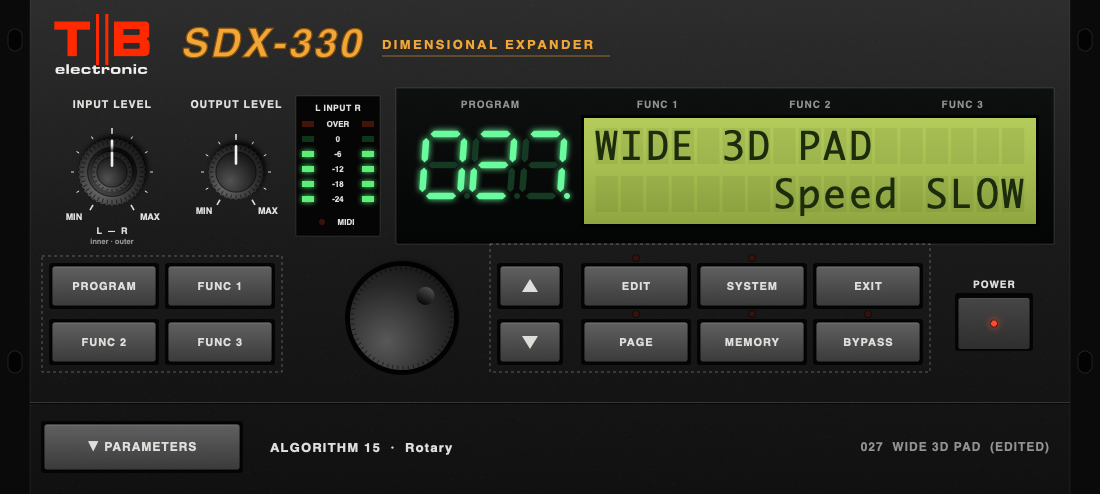 TB
electronic
SDX-330
DIMENSIONAL EXPANDER
INPUT LEVEL
OUTPUT LEVEL
MIN
MAX
L — R
inner · outer
MIN
MAX
L INPUT R
OVER
0
-6
-12
-18
-24
MIDI
PROGRAM
FUNC 1
FUNC 2
FUNC 3
027
WIDE 3D PAD
Speed SLOW
PROGRAM
FUNC 1
FUNC 2
FUNC 3
▲
EDIT
SYSTEM
EXIT
▼
PAGE
MEMORY
BYPASS
POWER
▼ PARAMETERS
ALGORITHM 15 · Rotary
027 WIDE 3D PAD (EDITED)